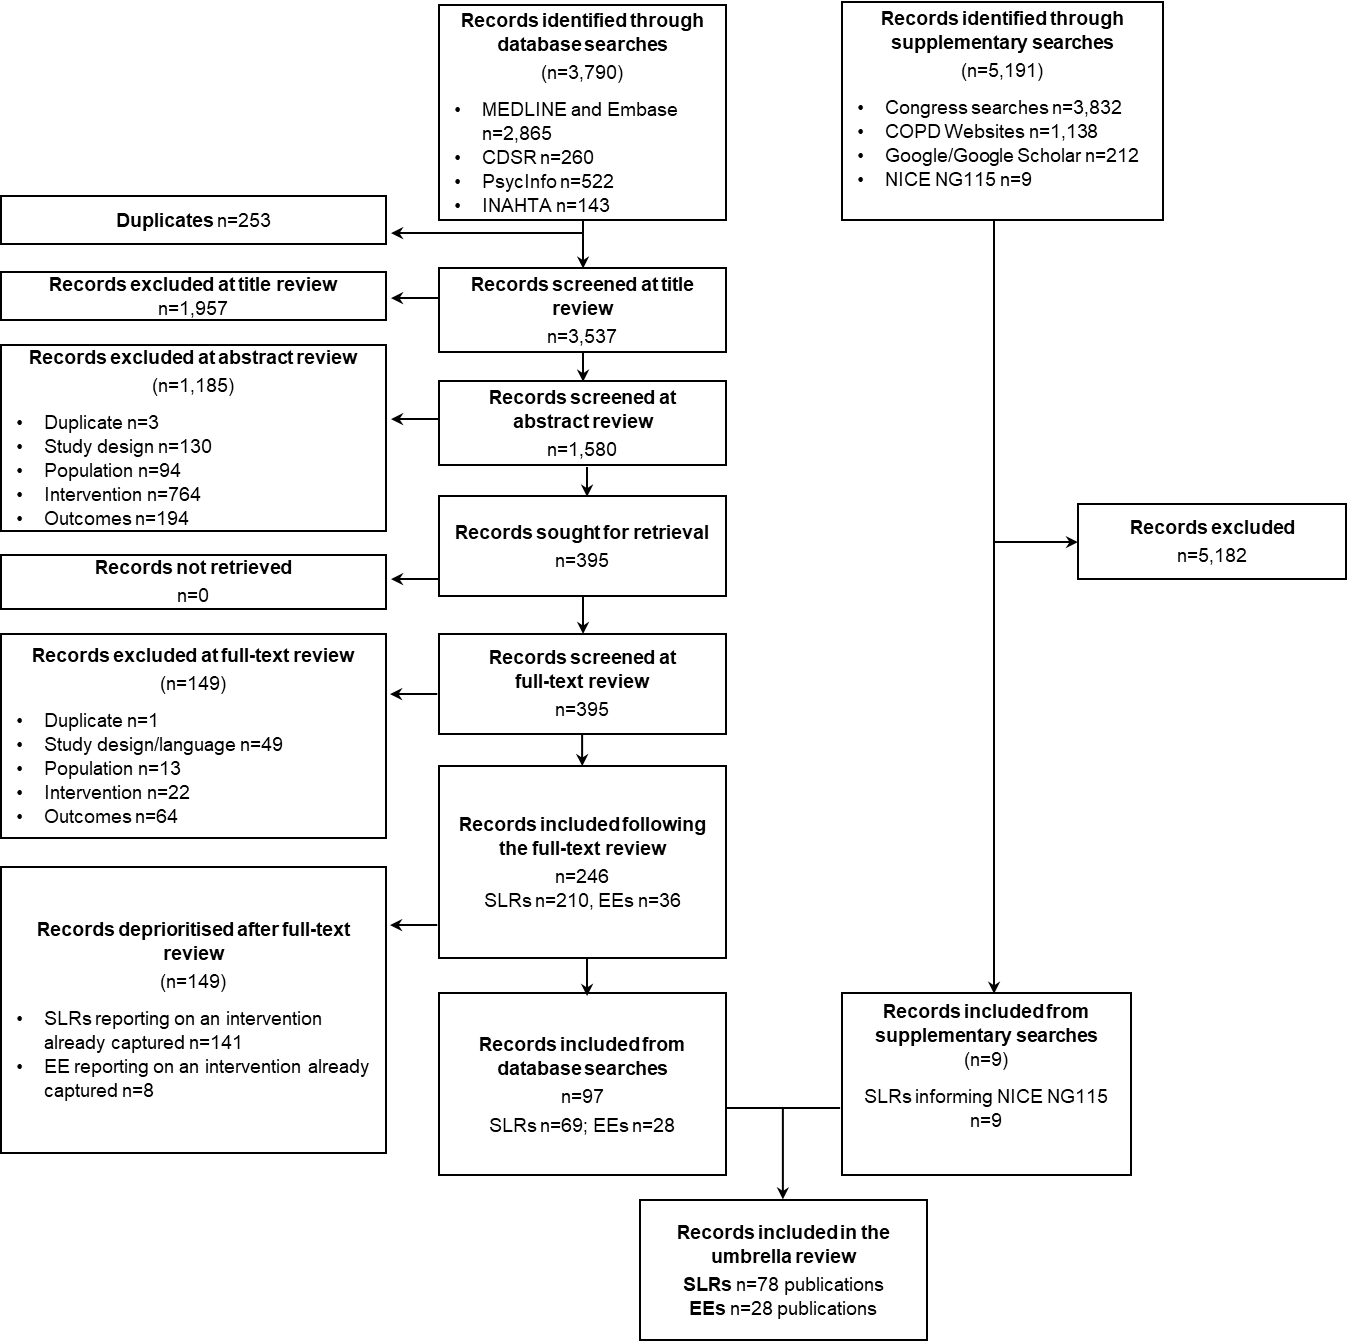 Records identified through
database searches
(n=3,790)
• MEDLINE and Embase
n=2,865
• CDSR n=260
• PsycInfo n=522
• INAHTA n=143
Records identified through
supplementary searches
(n=5,191)
• Congress searches n=3,832
• COPD Websites n=1,138
• Google/Google Scholar n=212
• NICE NG115 n=9
Duplicates n=253
Records excluded at title review
n=1,957
Records screened at title
review
n=3,537
Records excluded at abstract review
(n=1,185)
• Duplicate n=3
• Study design n=130
• Population n=94
• Intervention n=764
• Outcomes n=194
Records screened at
abstract review
n=1,580
Records sought for retrieval
n=395
Records excluded
n=5,182
Records not retrieved
n=0
Records excluded at full-text review
(n=149)
• Duplicate n=1
• Study design/language n=49
• Population n=13
• Intervention n=22
• Outcomes n=64
Records screened at
full-text review
n=395
Records included following
the full-text review
n=246
SLRs n=210, EEs n=36
Records deprioritised after full-text
review
(n=149)
• SLRs reporting on an intervention
already captured n=141
• EE reporting on an intervention already
captured n=8
Records included from
database searches
n=97
SLRs n=69; EEs n=28
Records included from
supplementary searches
(n=9)
SLRs informing NICE NG115
n=9
Records included in the
umbrella review
SLRs n=78 publications
EEs n=28 publications